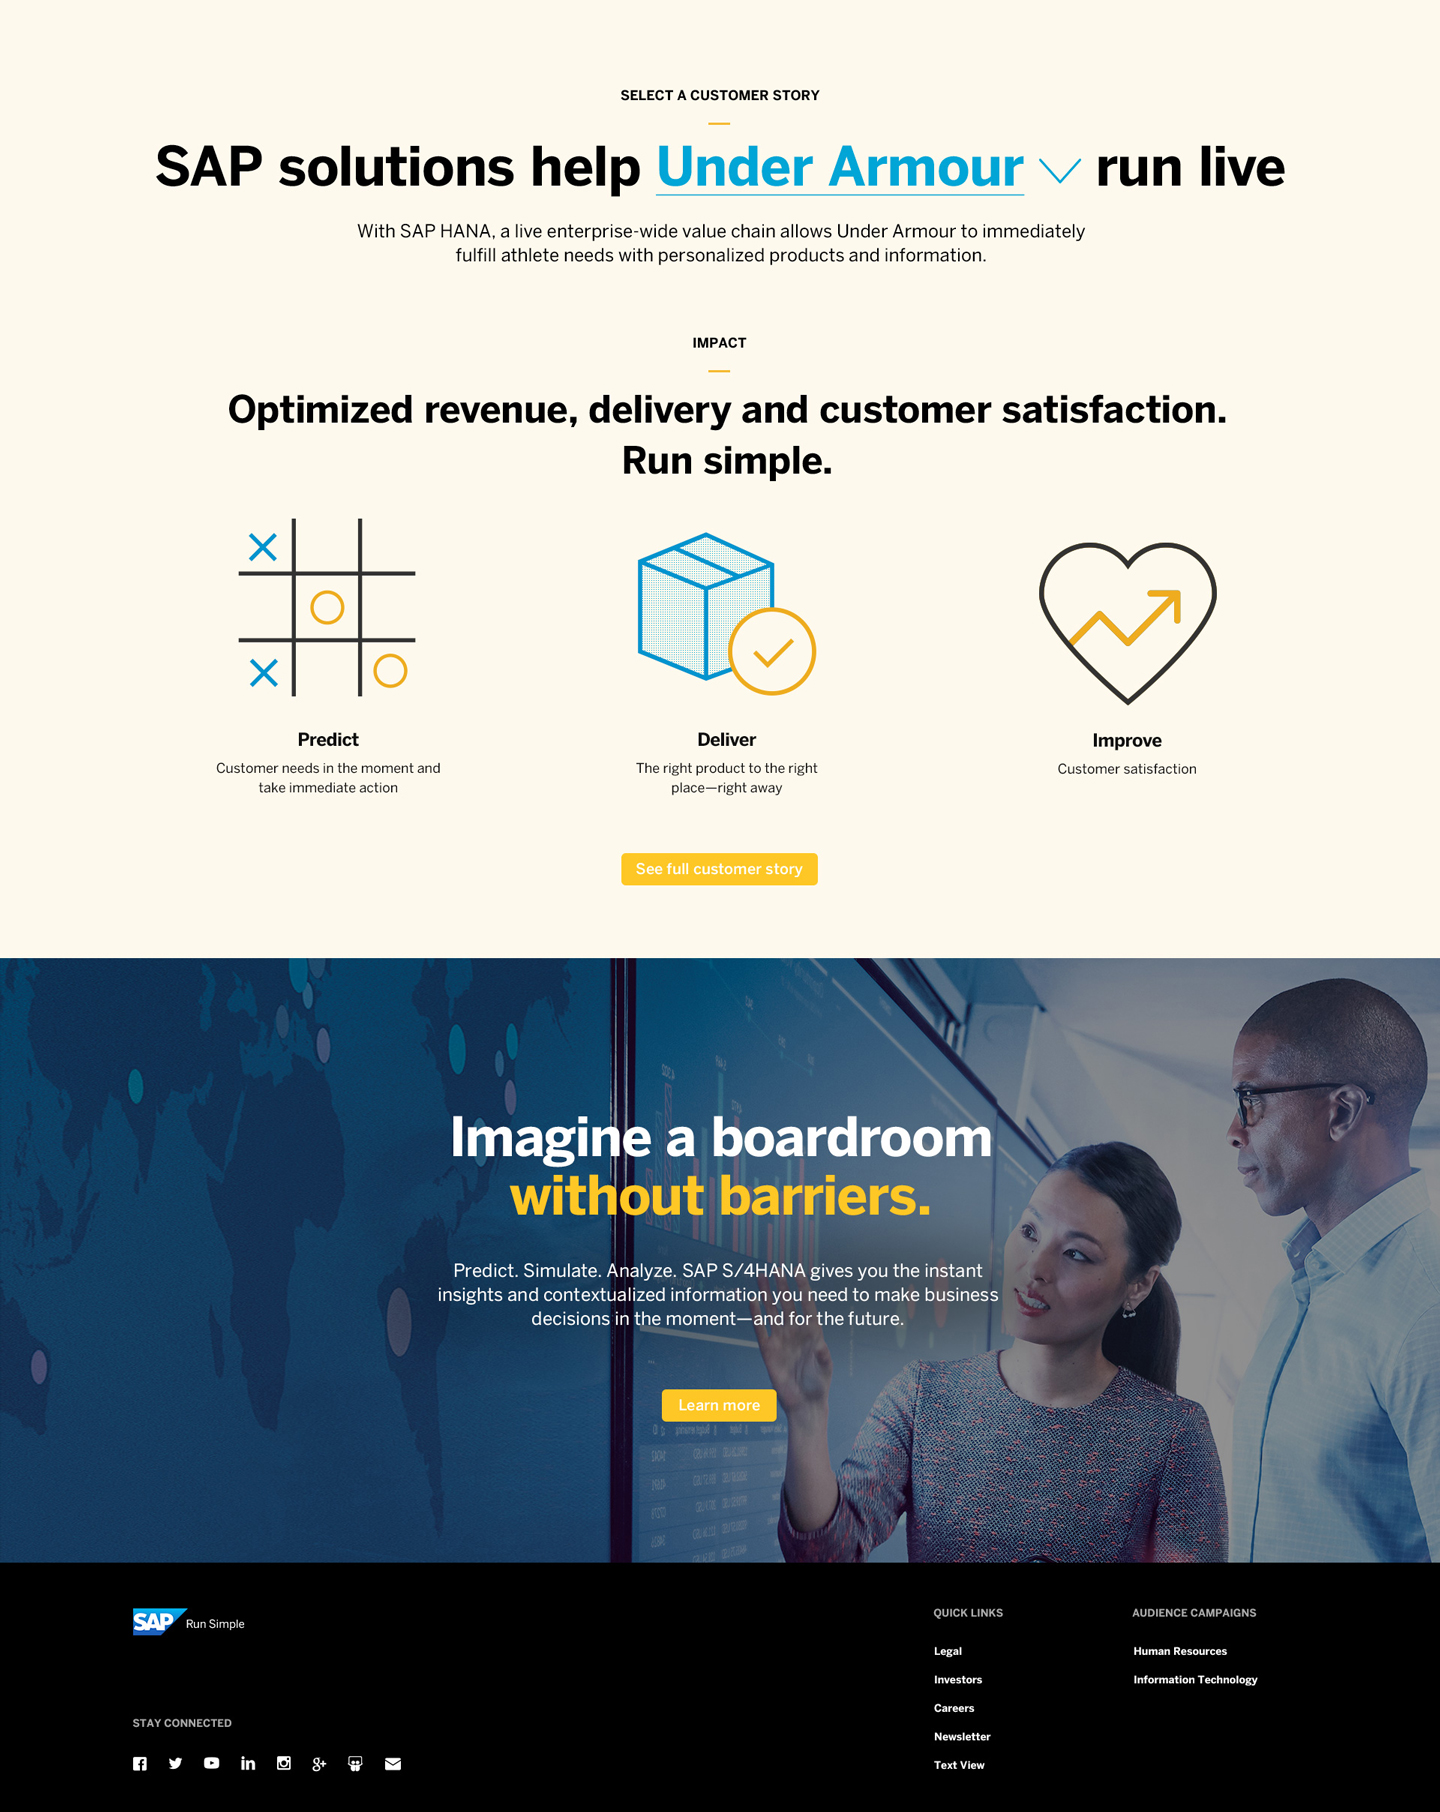 SELECT A CUSTOMER STORY
SAP solutions help Under Armour run live
With SAP HANA, a live enterprise-wide value chain allows Under Armour to immediately
fulfill athlete needs with personalized products and information.
IMPACT
Optimized revenue, delivery and customer satisfaction.
Run simple.
Predict
Customer needs in the moment and
take immediate action
Deliver
The right product to the right
place—right away
Improve
Customer satisfaction
See full customer story
Imagine a boardroom
without barriers.
Predict. Simulate. Analyze. SAP S/4HANA gives you the instant
insights and contextualized information you need to make business
decisions in the moment—and for the future.
Learn more
SAP Run Simple
STAY CONNECTED
QUICK LINKS
Legal
Investors
Careers
Newsletter
Text View
AUDIENCE CAMPAIGNS
Human Resources
Information Technology